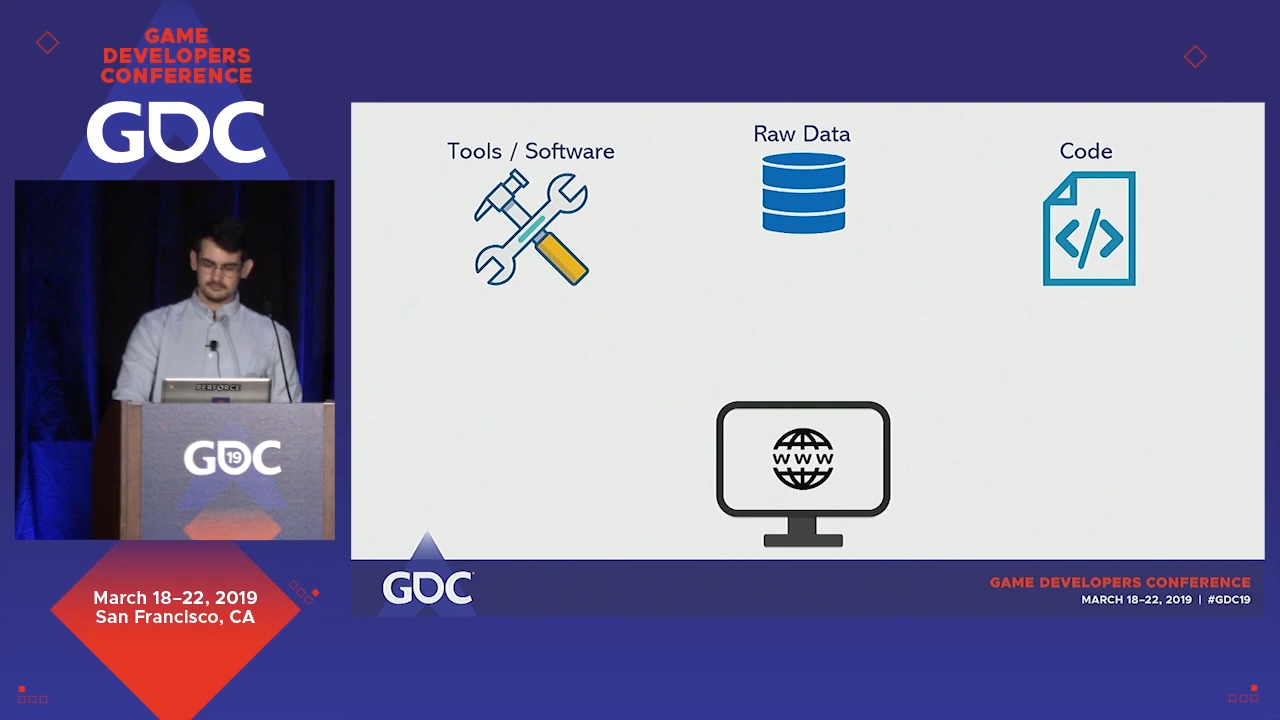 GAME
DEVELOPERS
CONFERENCE
GDC
PERFORCE
GDC
19
March 18–22, 2019
San Francisco, CA
Tools / Software
Raw Data
Code
</>
WWW
GDC
GAME DEVELOPERS CONFERENCE
MARCH 18–22, 2019 | #GDC19